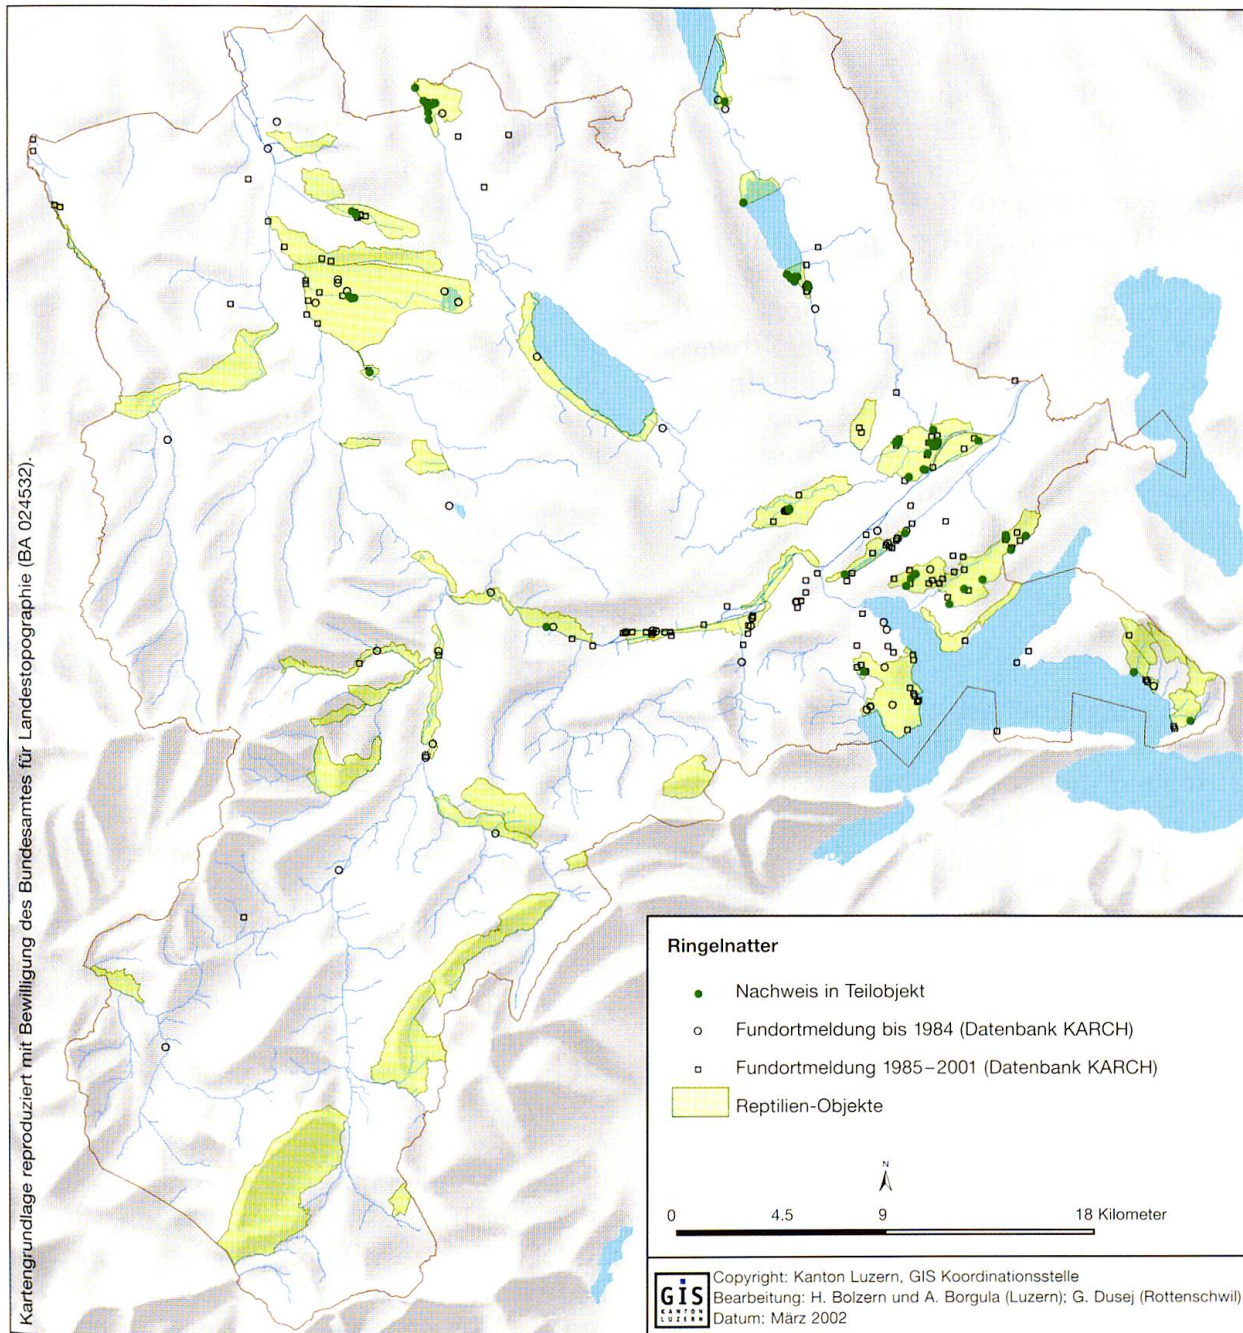 Kartengrundlage reproduziert mit Bewilligung des Bundesamtes für Landestopographie (BA 024532).
Ringelnatter
Nachweis in Teilobjekt
Fundortmeldung bis 1984 (Datenbank KARCH)
Fundortmeldung 1985–2001 (Datenbank KARCH)
Reptilien-Objekte
N
0 4.5 9 18 Kilometer
GIS
KANTON
LUZERN
Copyright: Kanton Luzern, GIS Koordinationsstelle
Bearbeitung: H. Bolzern und A. Borgula (Luzern); G. Dusej (Rottenschwil)
Datum: März 2002